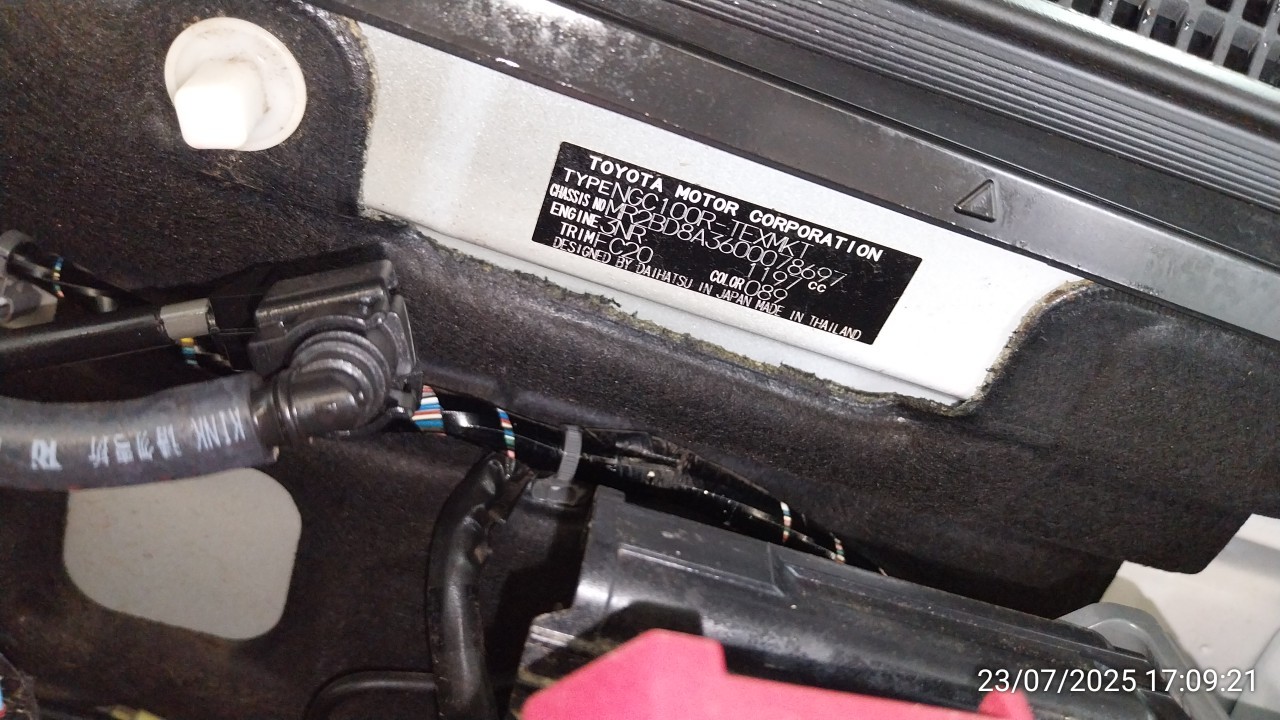 TOYOTA MOTOR CORPORATION
TYPE NGC100R-TEXMKT
CHASSIS NO MR2BD8A3600078697
ENGINE 3NR 1197 CC
TRIM FC20 COLOR 089
DESIGNED BY DAIHATSU IN JAPAN MADE IN THAILAND
KINK
23/07/2025 17:09:21